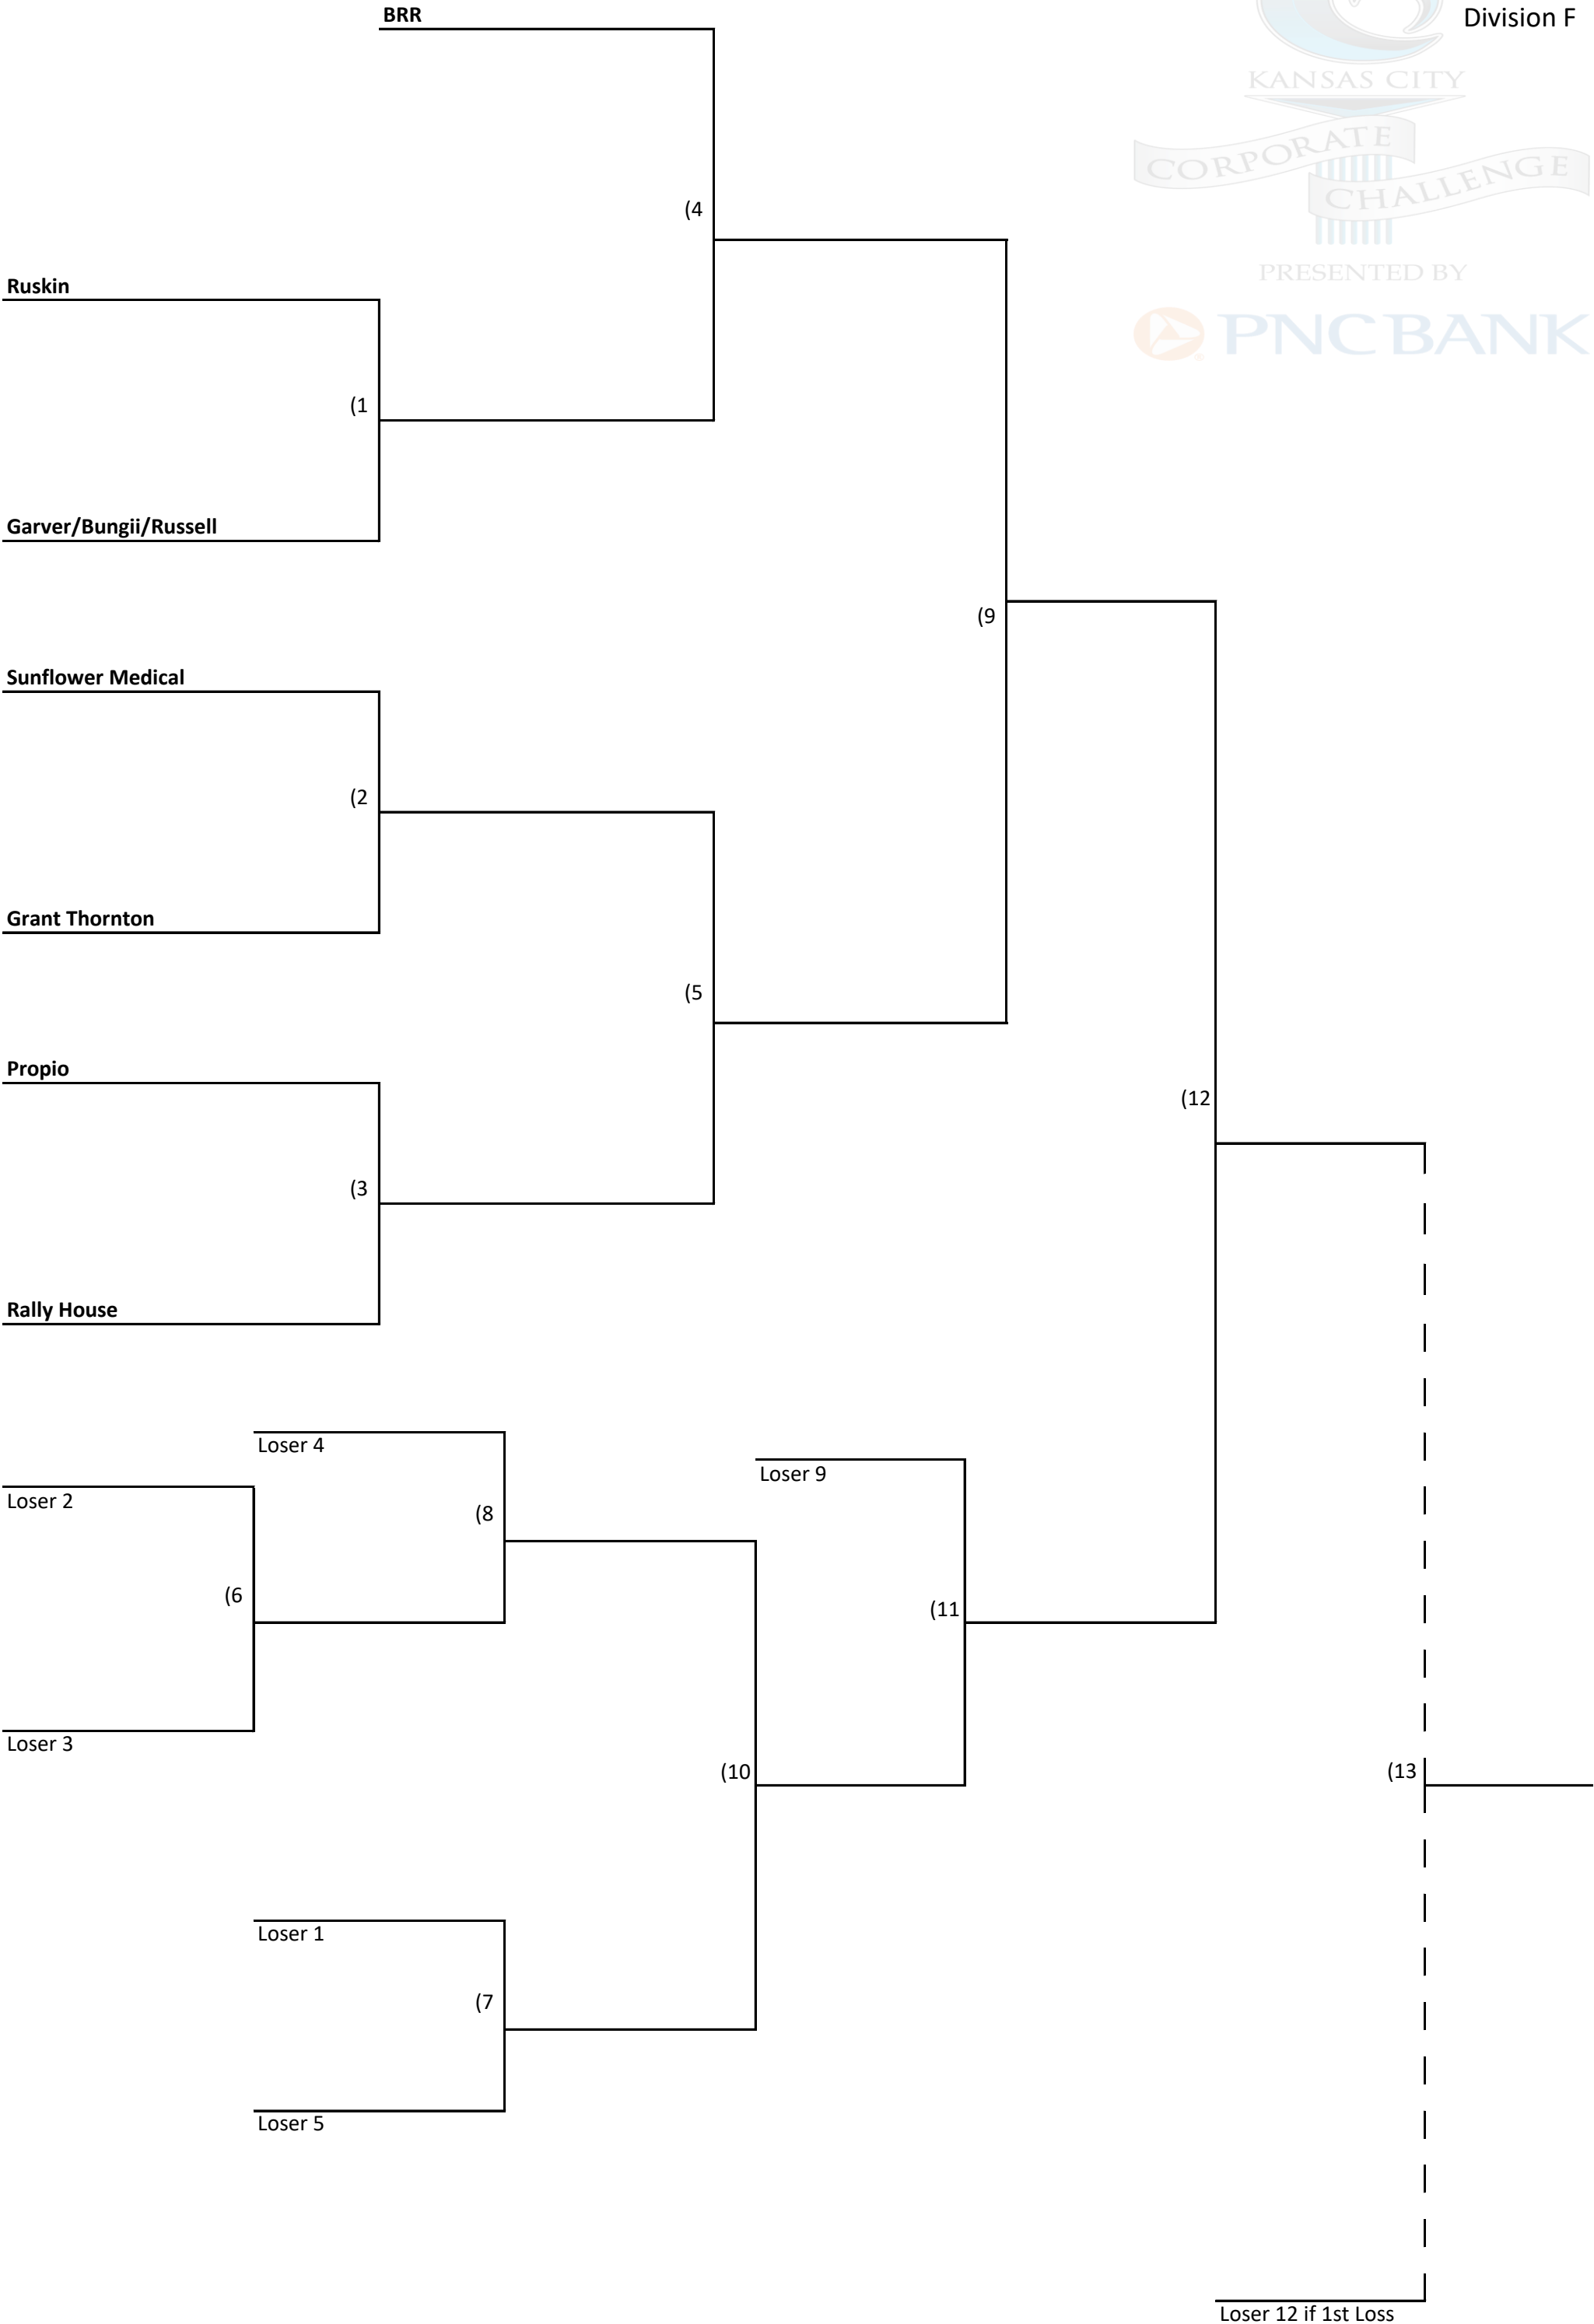 BRR
Division F
KANSAS CITY
CORPORATE
CHALLENGE
(4
PRESENTED BY
Ruskin
PNC BANK
(1
Garver/Bungii/Russell
(9
Sunflower Medical
(2
Grant Thornton
(5
Propio
(12
(3
Rally House
Loser 4
Loser 9
Loser 2
(8
(6
(11
Loser 3
(10
(13
Loser 1
(7
Loser 5
Loser 12 if 1st Loss